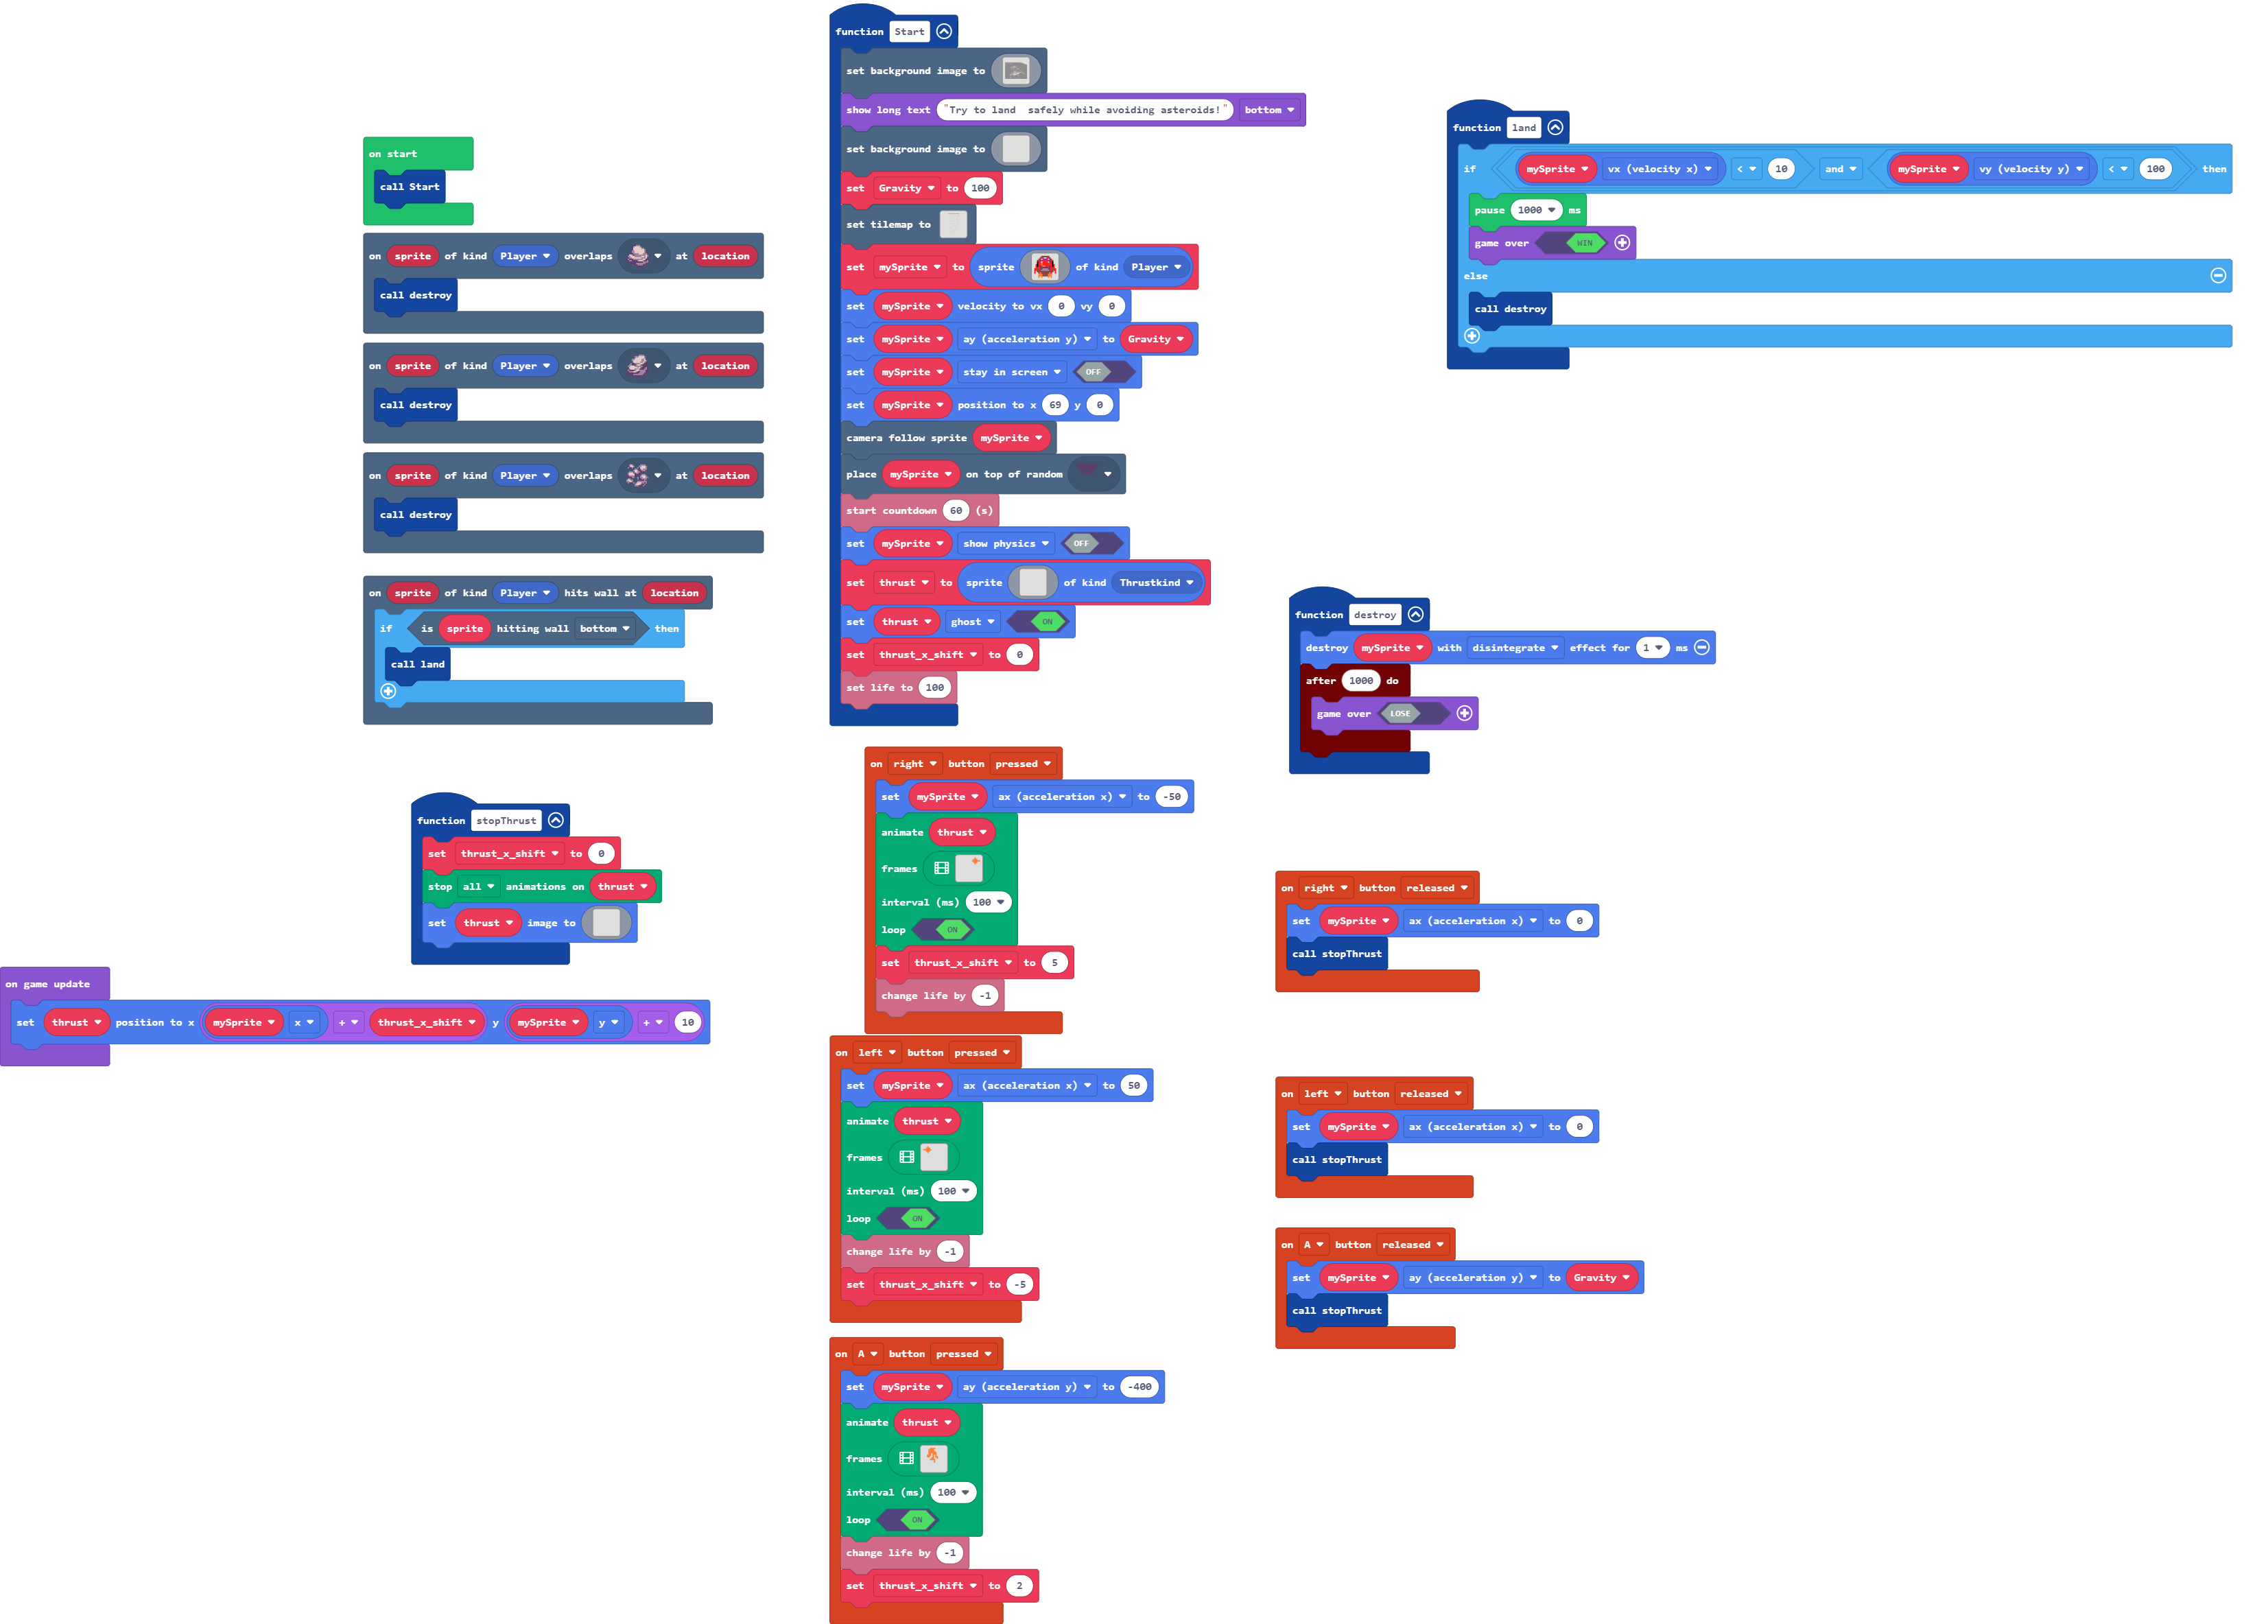 on start
call Start
on sprite of kind Player overlaps at location
call destroy
on sprite of kind Player overlaps at location
call destroy
on sprite of kind Player overlaps at location
call destroy
on sprite of kind Player hits wall at location
if is sprite hitting wall bottom then
call land
function stopThrust
set thrust_x_shift to 0
stop all animations on thrust
set thrust image to
on game update
set thrust position to x mySprite x + thrust_x_shift y mySprite y + 10
function Start
set background image to
show long text "Try to land  safely while avoiding asteroids!" bottom
set background image to
set Gravity to 100
set tilemap to
set mySprite to sprite of kind Player
set mySprite velocity to vx 0 vy 0
set mySprite ay (acceleration y) to Gravity
set mySprite stay in screen OFF
set mySprite position to x 69 y 0
camera follow sprite mySprite
place mySprite on top of random
start countdown 60 (s)
set mySprite show physics OFF
set thrust to sprite of kind Thrustkind
set thrust ghost ON
set thrust_x_shift to 0
set life to 100
on right button pressed
set mySprite ax (acceleration x) to -50
animate thrust
frames
interval (ms) 100
loop ON
set thrust_x_shift to 5
change life by -1
on left button pressed
set mySprite ax (acceleration x) to 50
animate thrust
frames
interval (ms) 100
loop ON
change life by -1
set thrust_x_shift to -5
on A button pressed
set mySprite ay (acceleration y) to -400
animate thrust
frames
interval (ms) 100
loop ON
change life by -1
set thrust_x_shift to 2
function land
if mySprite vx (velocity x) < 10 and mySprite vy (velocity y) < 100 then
pause 1000 ms
game over WIN
else
call destroy
function destroy
destroy mySprite with disintegrate effect for 1 ms
after 1000 do
game over LOSE
on right button released
set mySprite ax (acceleration x) to 0
call stopThrust
on left button released
set mySprite ax (acceleration x) to 0
call stopThrust
on A button released
set mySprite ay (acceleration y) to Gravity
call stopThrust